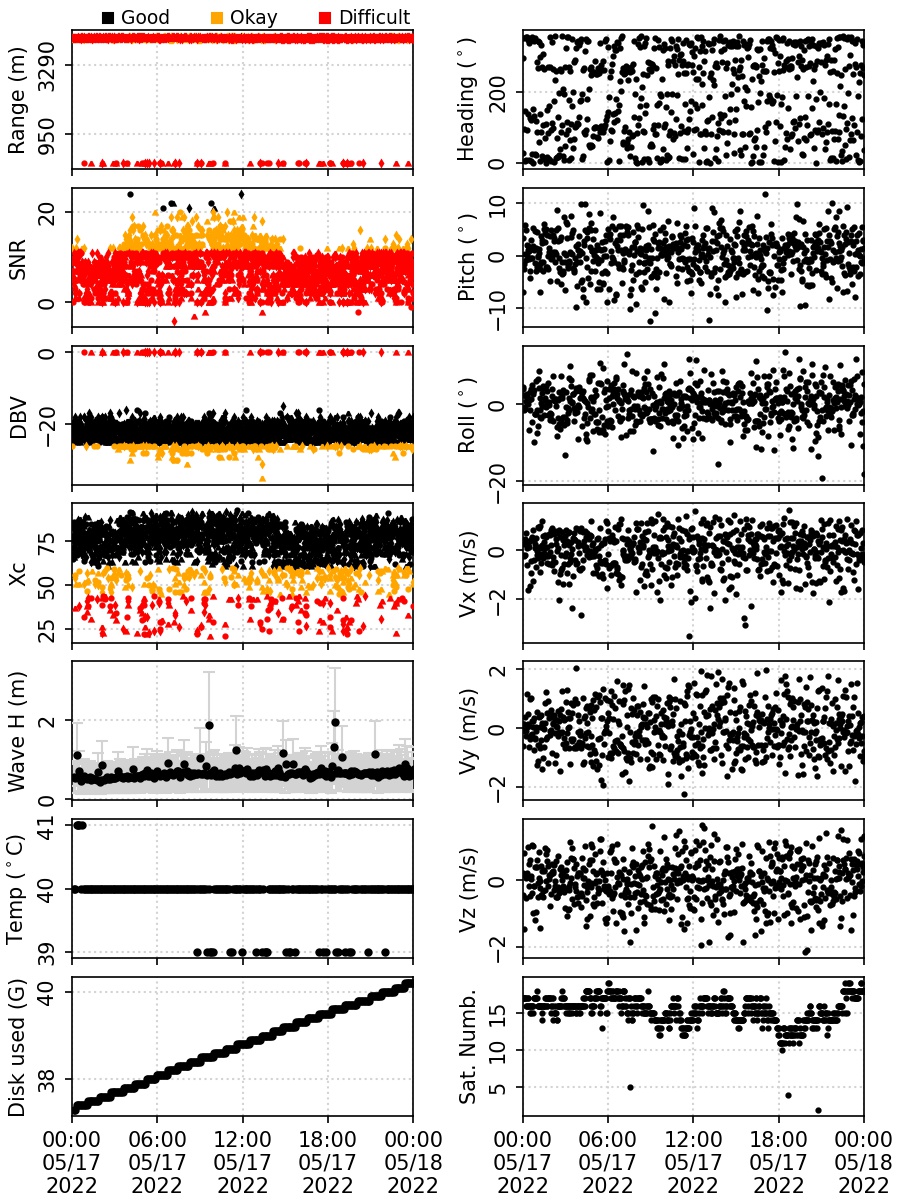 Good Okay Difficult
Range (m)
3290
950
Heading (°)
200
0
SNR
20
0
Pitch (°)
10
0
−10
DBV
0
−20
Roll (°)
0
−20
Xc
75
50
25
Vx (m/s)
0
−2
Wave H (m)
2
0
Vy (m/s)
2
0
−2
Temp (°C)
41
40
39
Vz (m/s)
0
−2
Disk used (G)
40
38
Sat. Numb.
15
10
5
00:00 06:00 12:00 18:00 00:00
05/17 05/17 05/17 05/17 05/18
2022 2022 2022 2022 2022
00:00 06:00 12:00 18:00 00:00
05/17 05/17 05/17 05/17 05/18
2022 2022 2022 2022 2022